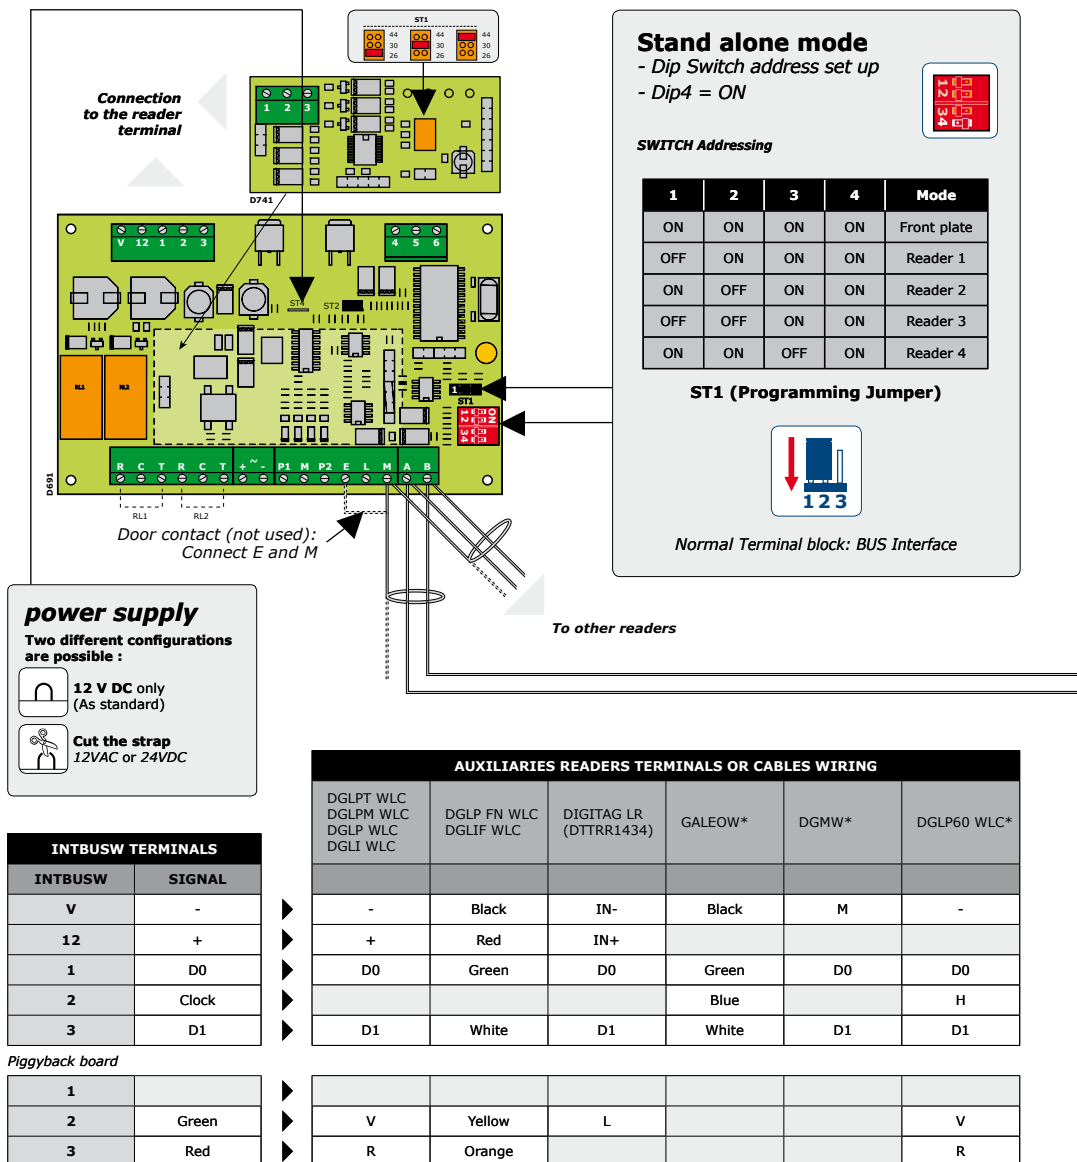 ST1
44 44 44
30 30 30
26 26 26
Connection
to the reader
terminal
1 2 3
D741
V 12 1 2 3
4 5 6
ST4
ST2
RL1
RL2
1
ST1
ON
1 2
3 4
R C T R C T + ~ - P1 M P2 E L M A B
D691
RL1
RL2
Door contact (not used):
Connect E and M
To other readers
Stand alone mode
- Dip Switch address set up
- Dip4 = ON
1 2
3 4
SWITCH Addressing
1 2 3 4 Mode
ON ON ON ON Front plate
OFF ON ON ON Reader 1
ON OFF ON ON Reader 2
OFF OFF ON ON Reader 3
ON ON OFF ON Reader 4
ST1 (Programming Jumper)
1 2 3
Normal Terminal block: BUS Interface
power supply
Two different configurations
are possible :
12 V DC only
(As standard)
Cut the strap
12VAC or 24VDC
AUXILIARIES READERS TERMINALS OR CABLES WIRING
DGLPT WLC
DGLPM WLC
DGLP WLC
DGLI WLC
DGLP FN WLC
DGLIF WLC
DIGITAG LR
(DTTRR1434)
GALEOW*
DGMW*
DGLP60 WLC*
INTBUSW TERMINALS
INTBUSW SIGNAL
V - - Black IN- Black M -
12 + + Red IN+
1 D0 D0 Green D0 Green D0 D0
2 Clock Blue H
3 D1 D1 White D1 White D1 D1
Piggyback board
1
2 Green V Yellow L V
3 Red R Orange R